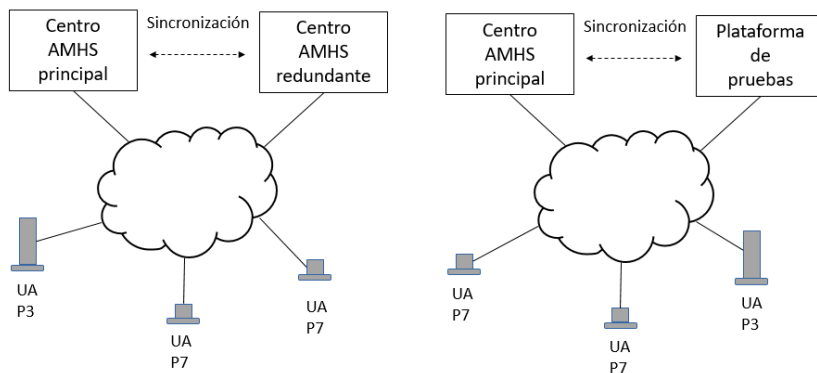 Centro
AMHS
principal
Sincronización
Centro
AMHS
redundante
UA
P3
UA
P7
UA
P7
Centro
AMHS
principal
Sincronización
Plataforma
de
pruebas
UA
P7
UA
P7
UA
P3